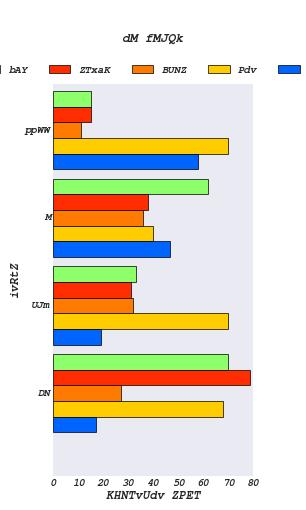 dM fMJQk
bAY ZTxaK BUNZ Pdv
ppWW
M
UJm
DN
ivRtZ
0 10 20 30 40 50 60 70 80
KHNTvUdv ZPET